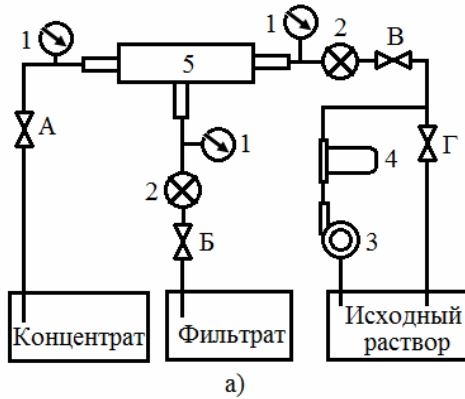 1
1
2
В
5
А
1
4
Г
2
Б
3
Концентрат
Фильтрат
Исходный
раствор
а)